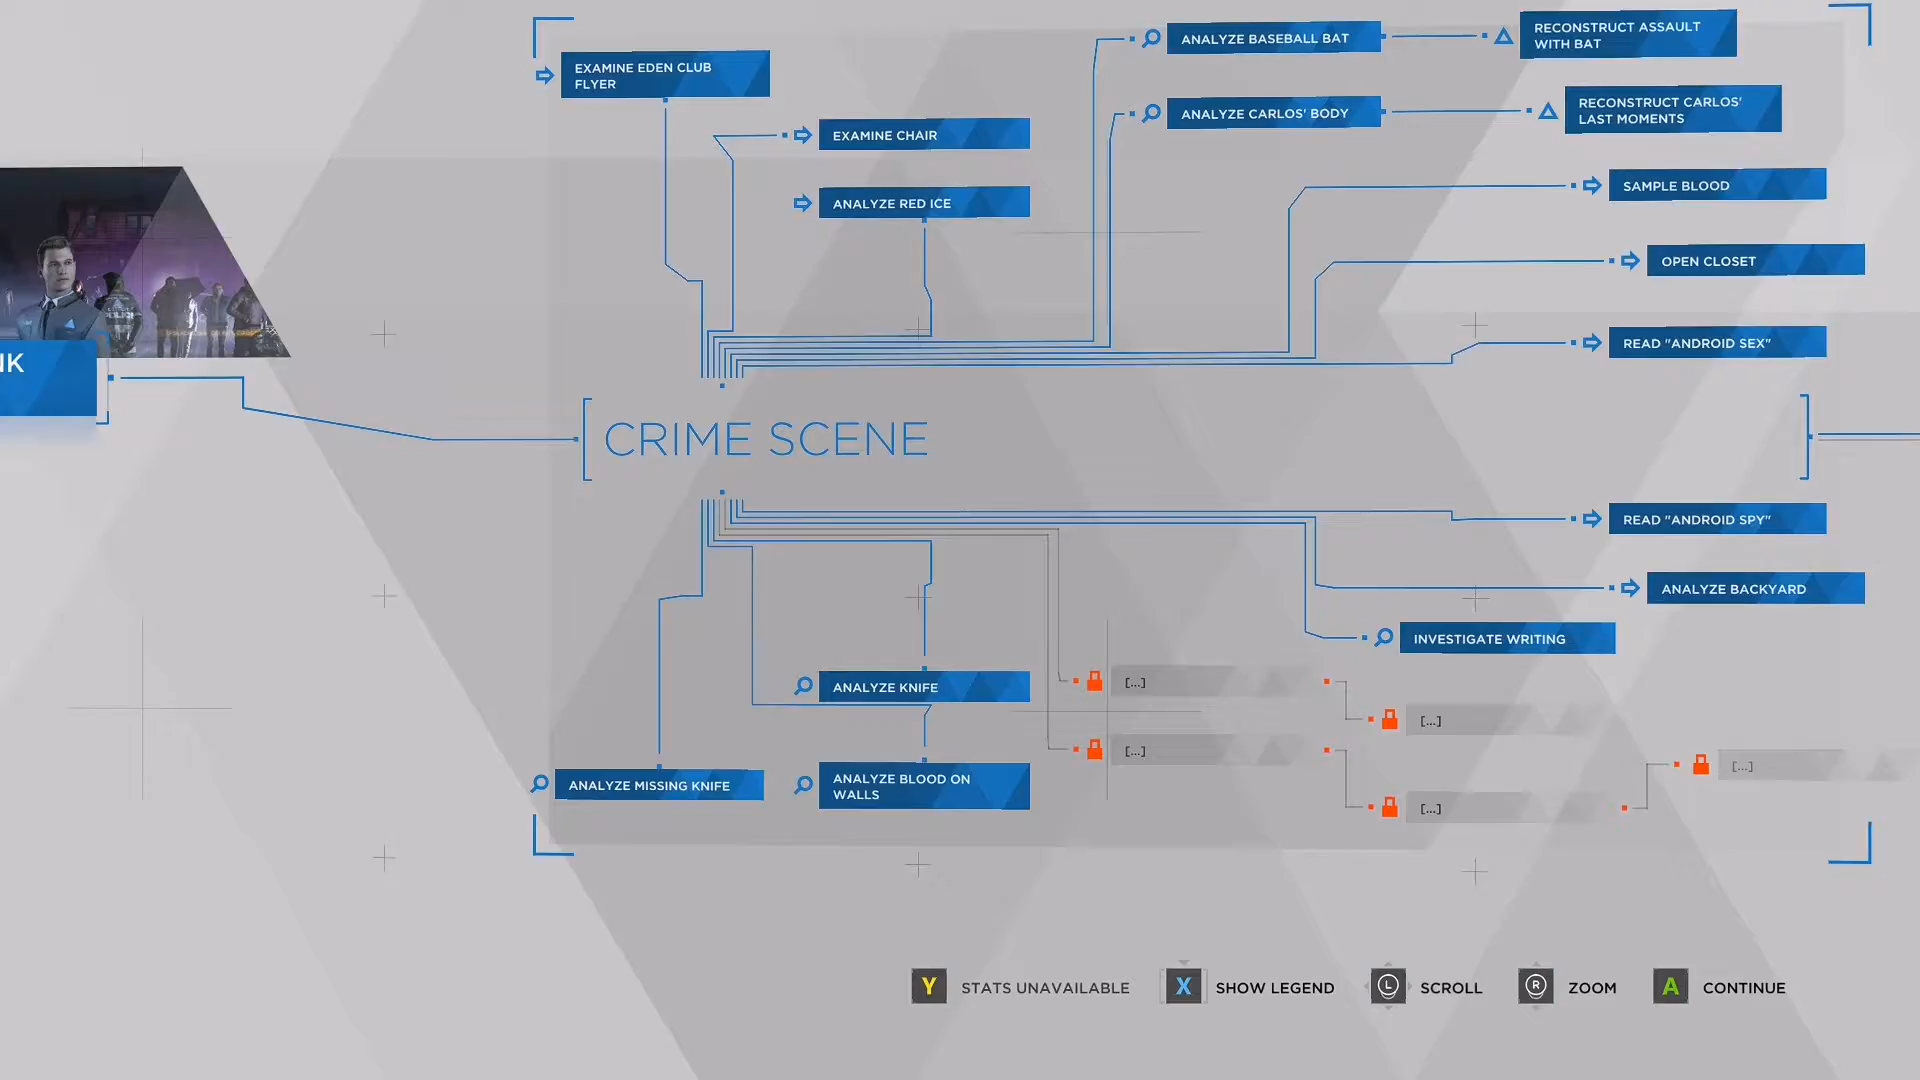 EXAMINE EDEN CLUB
FLYER
ANALYZE BASEBALL BAT
RECONSTRUCT ASSAULT
WITH BAT
ANALYZE CARLOS' BODY
RECONSTRUCT CARLOS'
LAST MOMENTS
EXAMINE CHAIR
ANALYZE RED ICE
SAMPLE BLOOD
OPEN CLOSET
READ "ANDROID SEX"
NK
CRIME SCENE
READ "ANDROID SPY"
ANALYZE BACKYARD
INVESTIGATE WRITING
ANALYZE KNIFE
[...]
[...]
[...]
[...]
[...]
ANALYZE MISSING KNIFE
ANALYZE BLOOD ON
WALLS
Y STATS UNAVAILABLE
X SHOW LEGEND
L SCROLL
R ZOOM
A CONTINUE